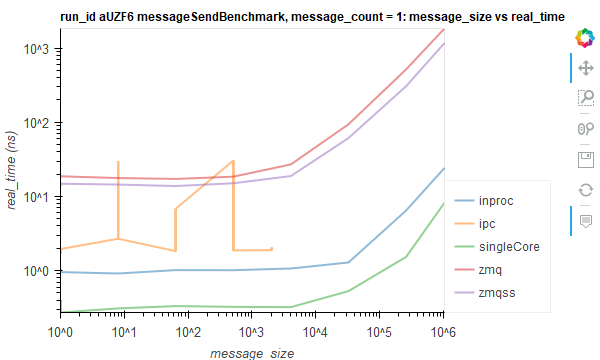 run_id aUZF6 messageSendBenchmark, message_count = 1: message_size vs real_time
real_time (ns)
10^3
10^2
10^1
10^0
10^0 10^1 10^2 10^3 10^4 10^5 10^6
message_size
inproc
ipc
singleCore
zmq
zmqss